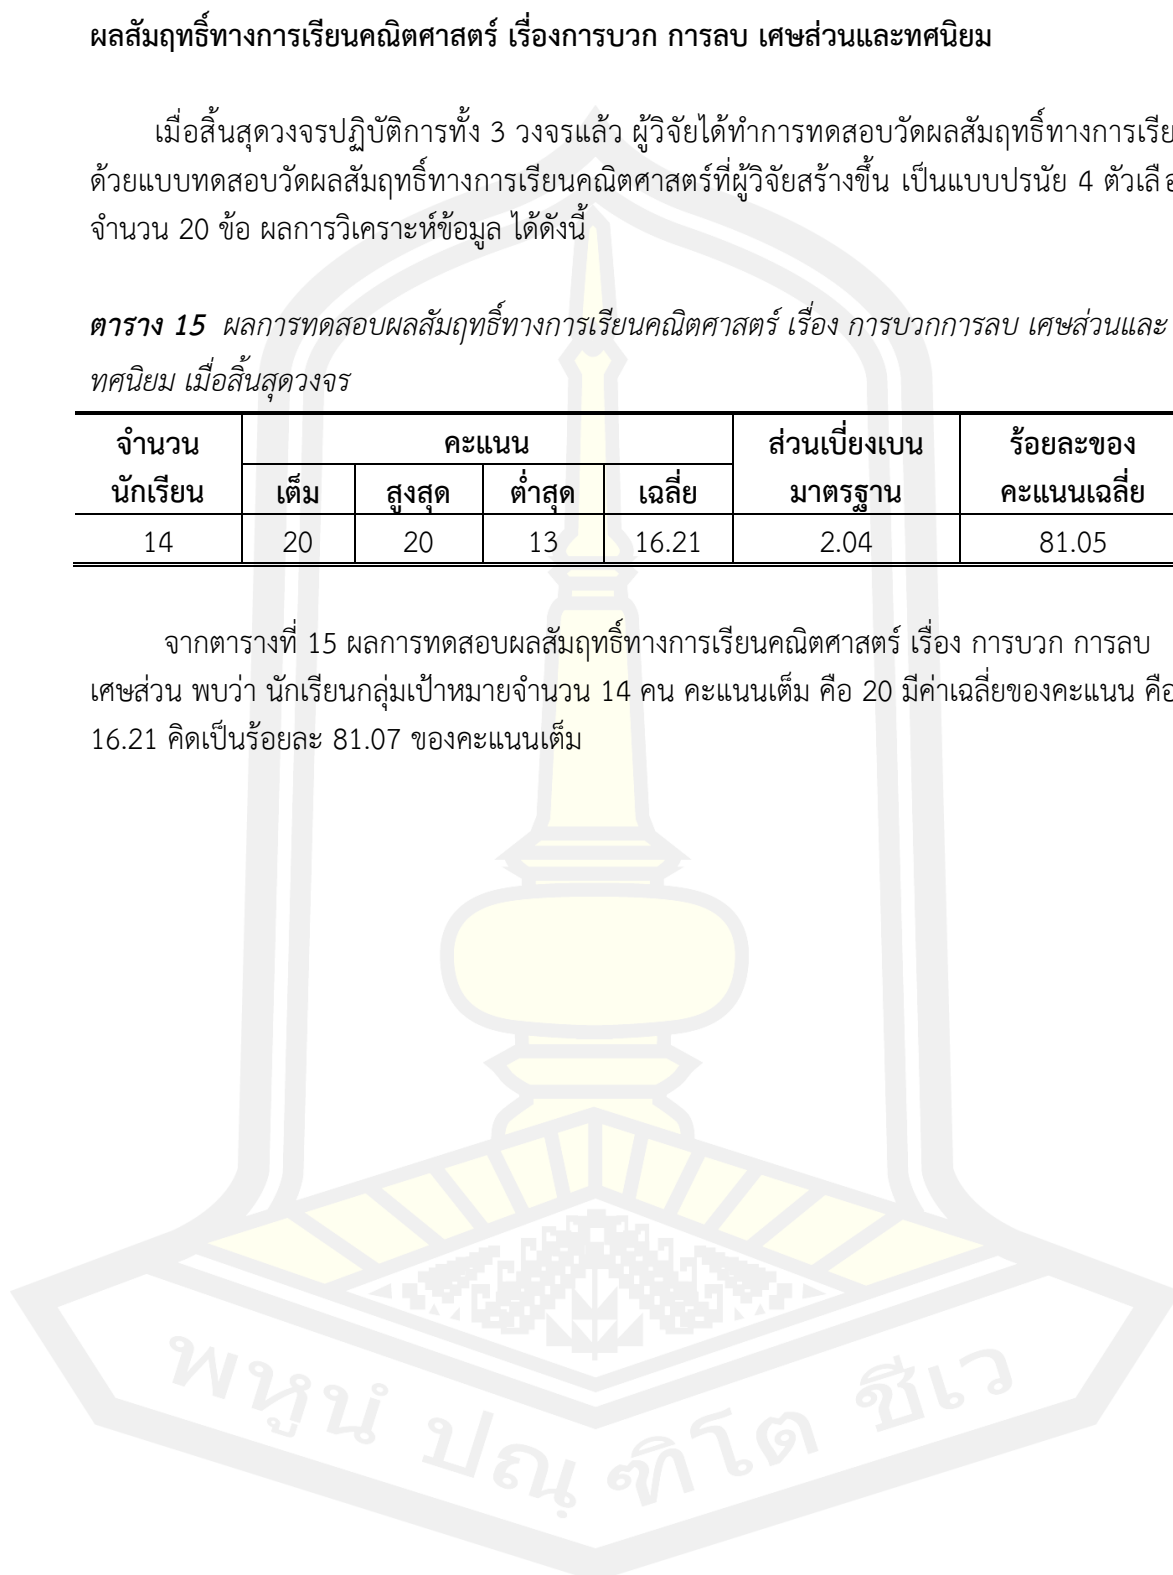 ผลสัมฤทธิ์ทางการเรียนคณิตศาสตร์ เรื่องการบวก การลบ เศษส่วนและทศนิยม
เมื่อสิ้นสุดวงจรปฏิบัติการทั้ง 3 วงจรแล้ว ผู้วิจัยได้ทำการทดสอบวัดผลสัมฤทธิ์ทางการเรีย
ด้วยแบบทดสอบวัดผลสัมฤทธิ์ทางการเรียนคณิตศาสตร์ที่ผู้วิจัยสร้างขึ้น เป็นแบบปรนัย 4 ตัวเลือ
จำนวน 20 ข้อ ผลการวิเคราะห์ข้อมูล ได้ดังนี้
ตาราง 15 ผลการทดสอบผลสัมฤทธิ์ทางการเรียนคณิตศาสตร์ เรื่อง การบวกการลบ เศษส่วนและ
ทศนิยม เมื่อสิ้นสุดวงจร
จำนวน คะแนน ส่วนเบี่ยงเบน ร้อยละของ
นักเรียน เต็ม สูงสุด ต่ำสุด เฉลี่ย มาตรฐาน คะแนนเฉลี่ย
14 20 20 13 16.21 2.04 81.05
จากตารางที่ 15 ผลการทดสอบผลสัมฤทธิ์ทางการเรียนคณิตศาสตร์ เรื่อง การบวก การลบ
เศษส่วน พบว่า นักเรียนกลุ่มเป้าหมายจำนวน 14 คน คะแนนเต็ม คือ 20 มีค่าเฉลี่ยของคะแนน คือ
16.21 คิดเป็นร้อยละ 81.07 ของคะแนนเต็ม
พหูนํ ปณฺฑิโต ชีเว